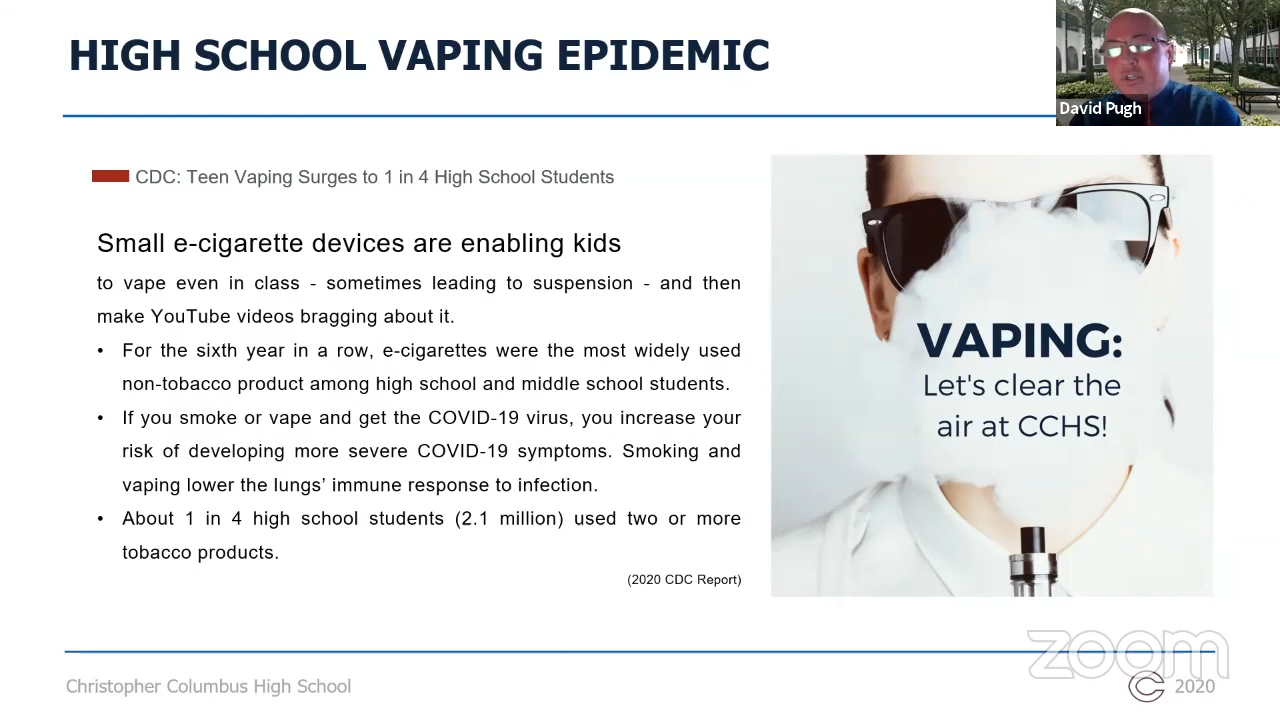 HIGH SCHOOL VAPING EPIDEMIC
David Pugh
CDC: Teen Vaping Surges to 1 in 4 High School Students
Small e-cigarette devices are enabling kids
to vape even in class - sometimes leading to suspension - and then
make YouTube videos bragging about it.
• For the sixth year in a row, e-cigarettes were the most widely used
non-tobacco product among high school and middle school students.
• If you smoke or vape and get the COVID-19 virus, you increase your
risk of developing more severe COVID-19 symptoms. Smoking and
vaping lower the lungs’ immune response to infection.
• About 1 in 4 high school students (2.1 million) used two or more
tobacco products.
(2020 CDC Report)
VAPING:
Let's clear the
air at CCHS!
zoom
Christopher Columbus High School
C 2020